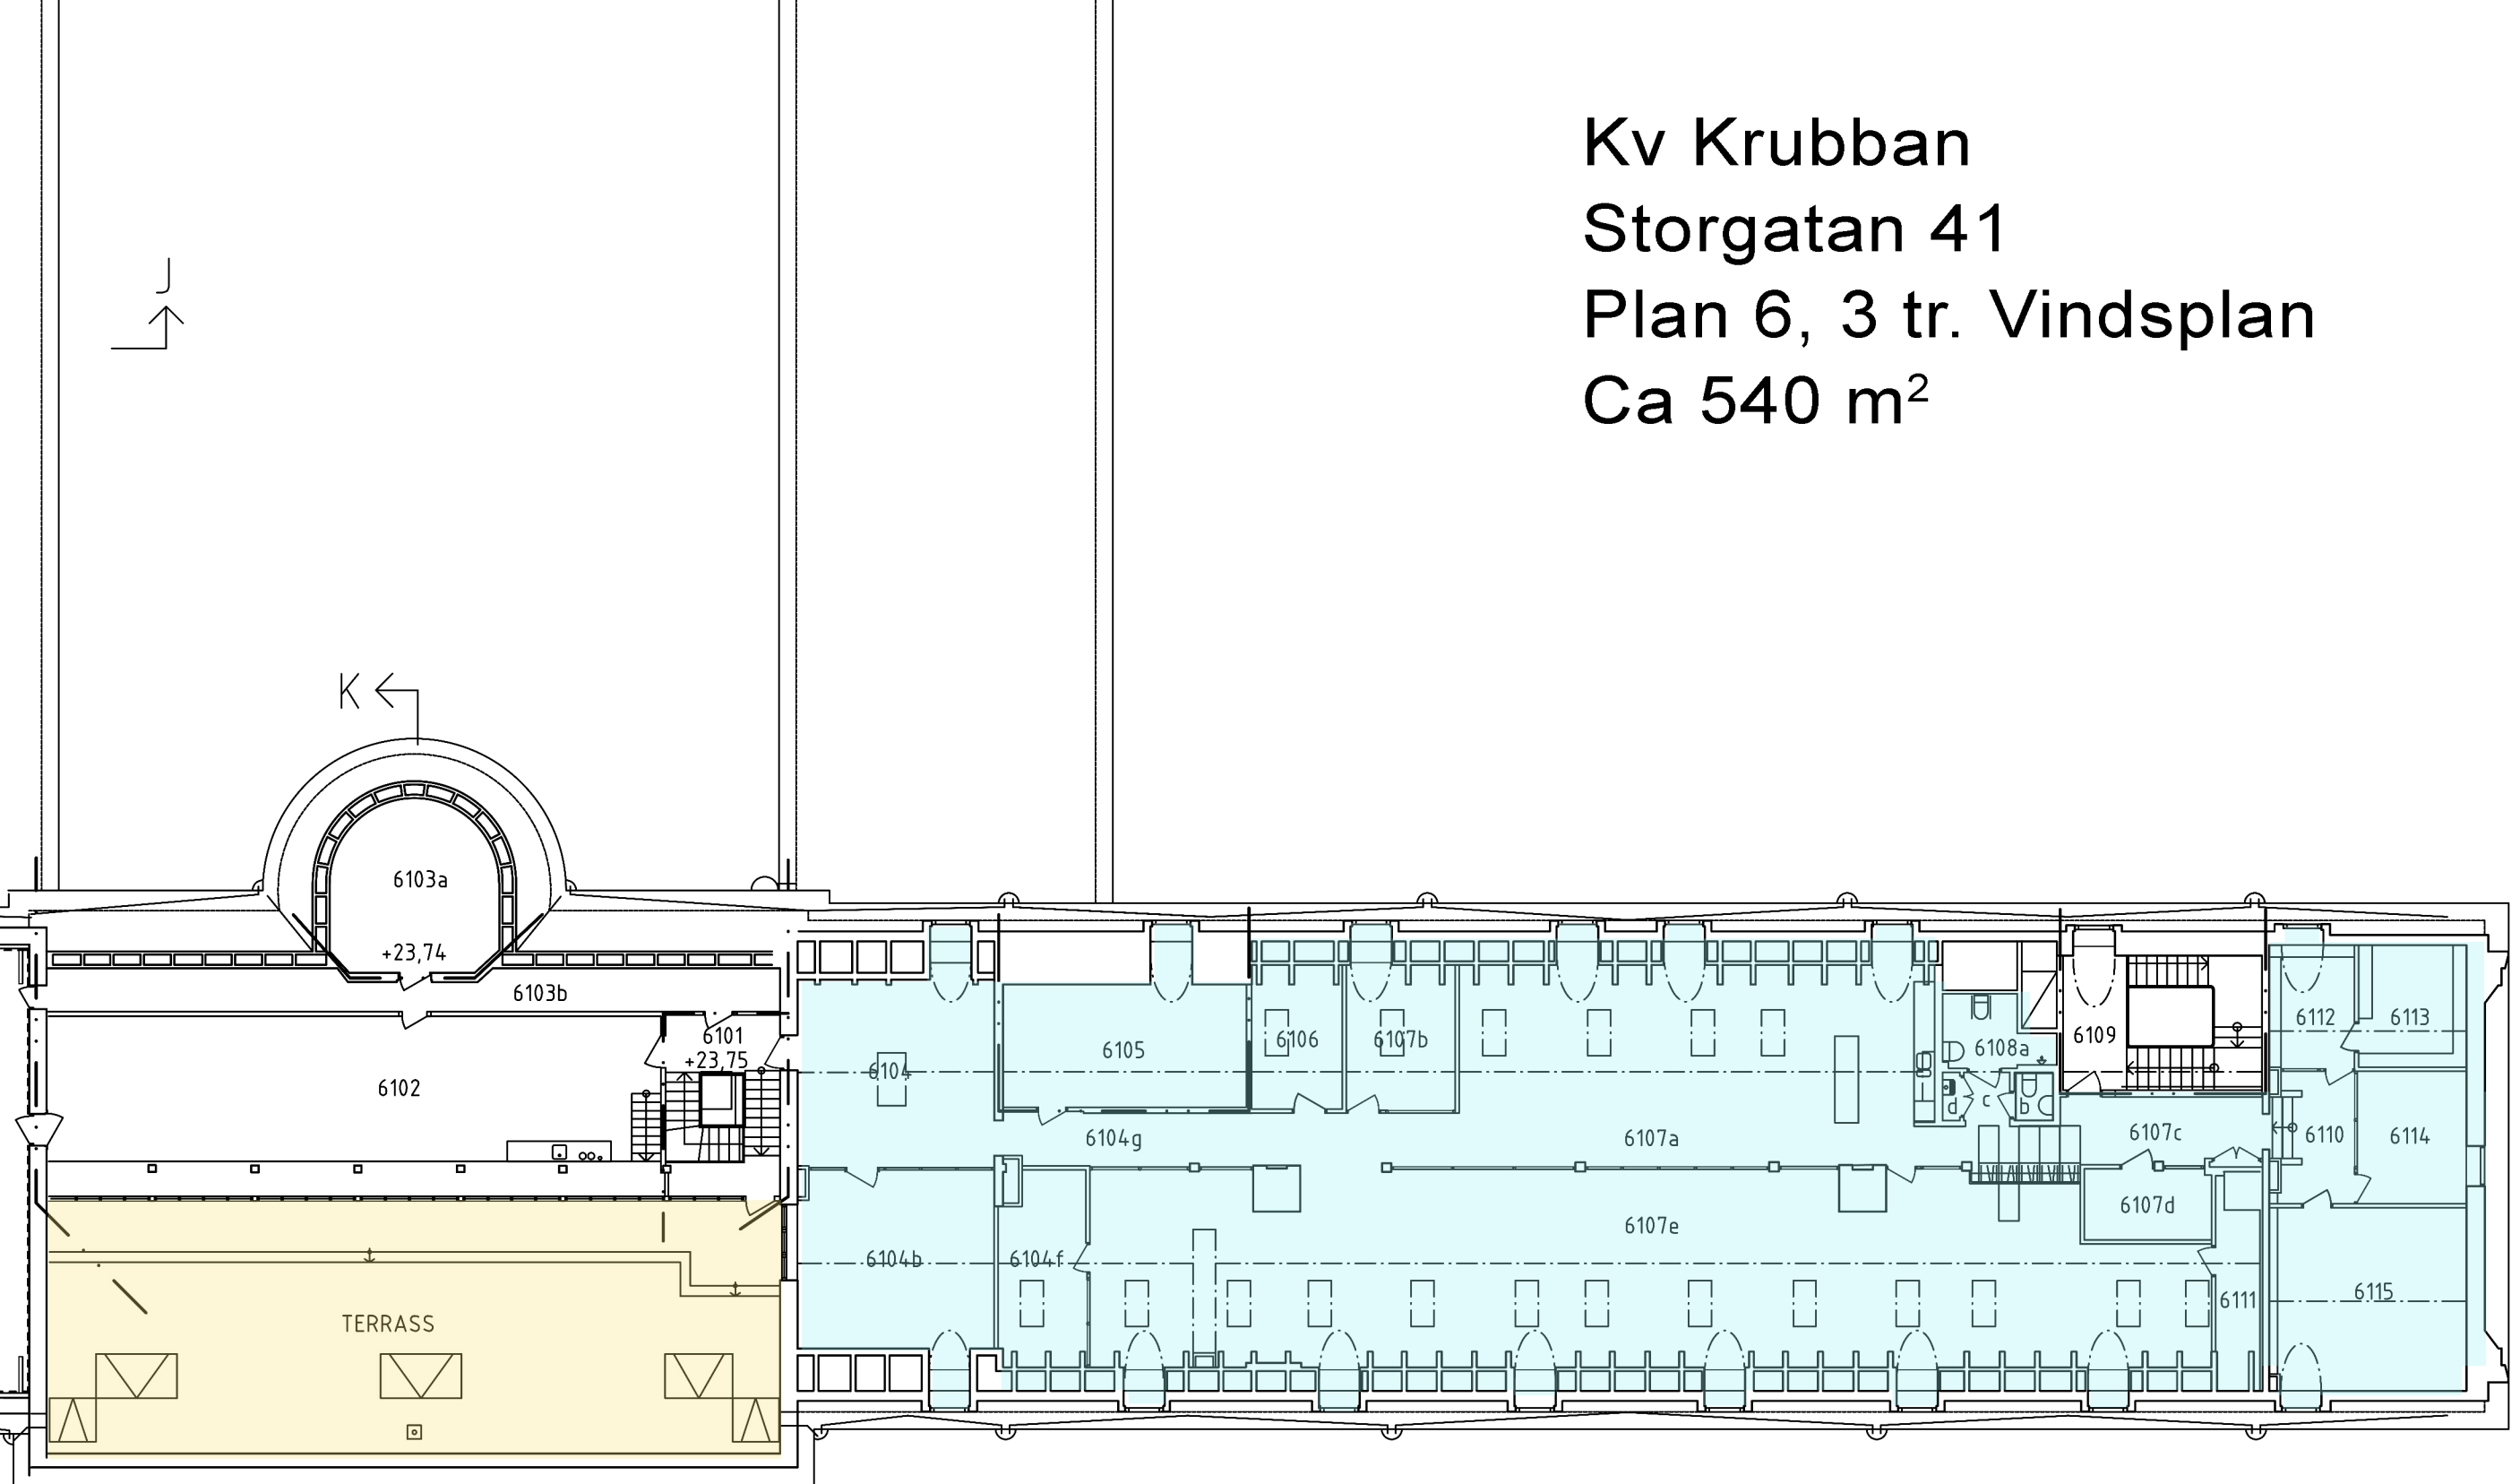 Kv Krubban
Storgatan 41
Plan 6, 3 tr. Vindsplan
Ca 540 m²
J
K
6103a
+23,74
6103b
6101
+23,75
6102
TERRASS
6104
6105
6106
6107b
6108a
6109
6112
6113
d
c
b
6104g
6107a
6107c
6110
6114
6104b
6104f
6107e
6107d
6111
6115